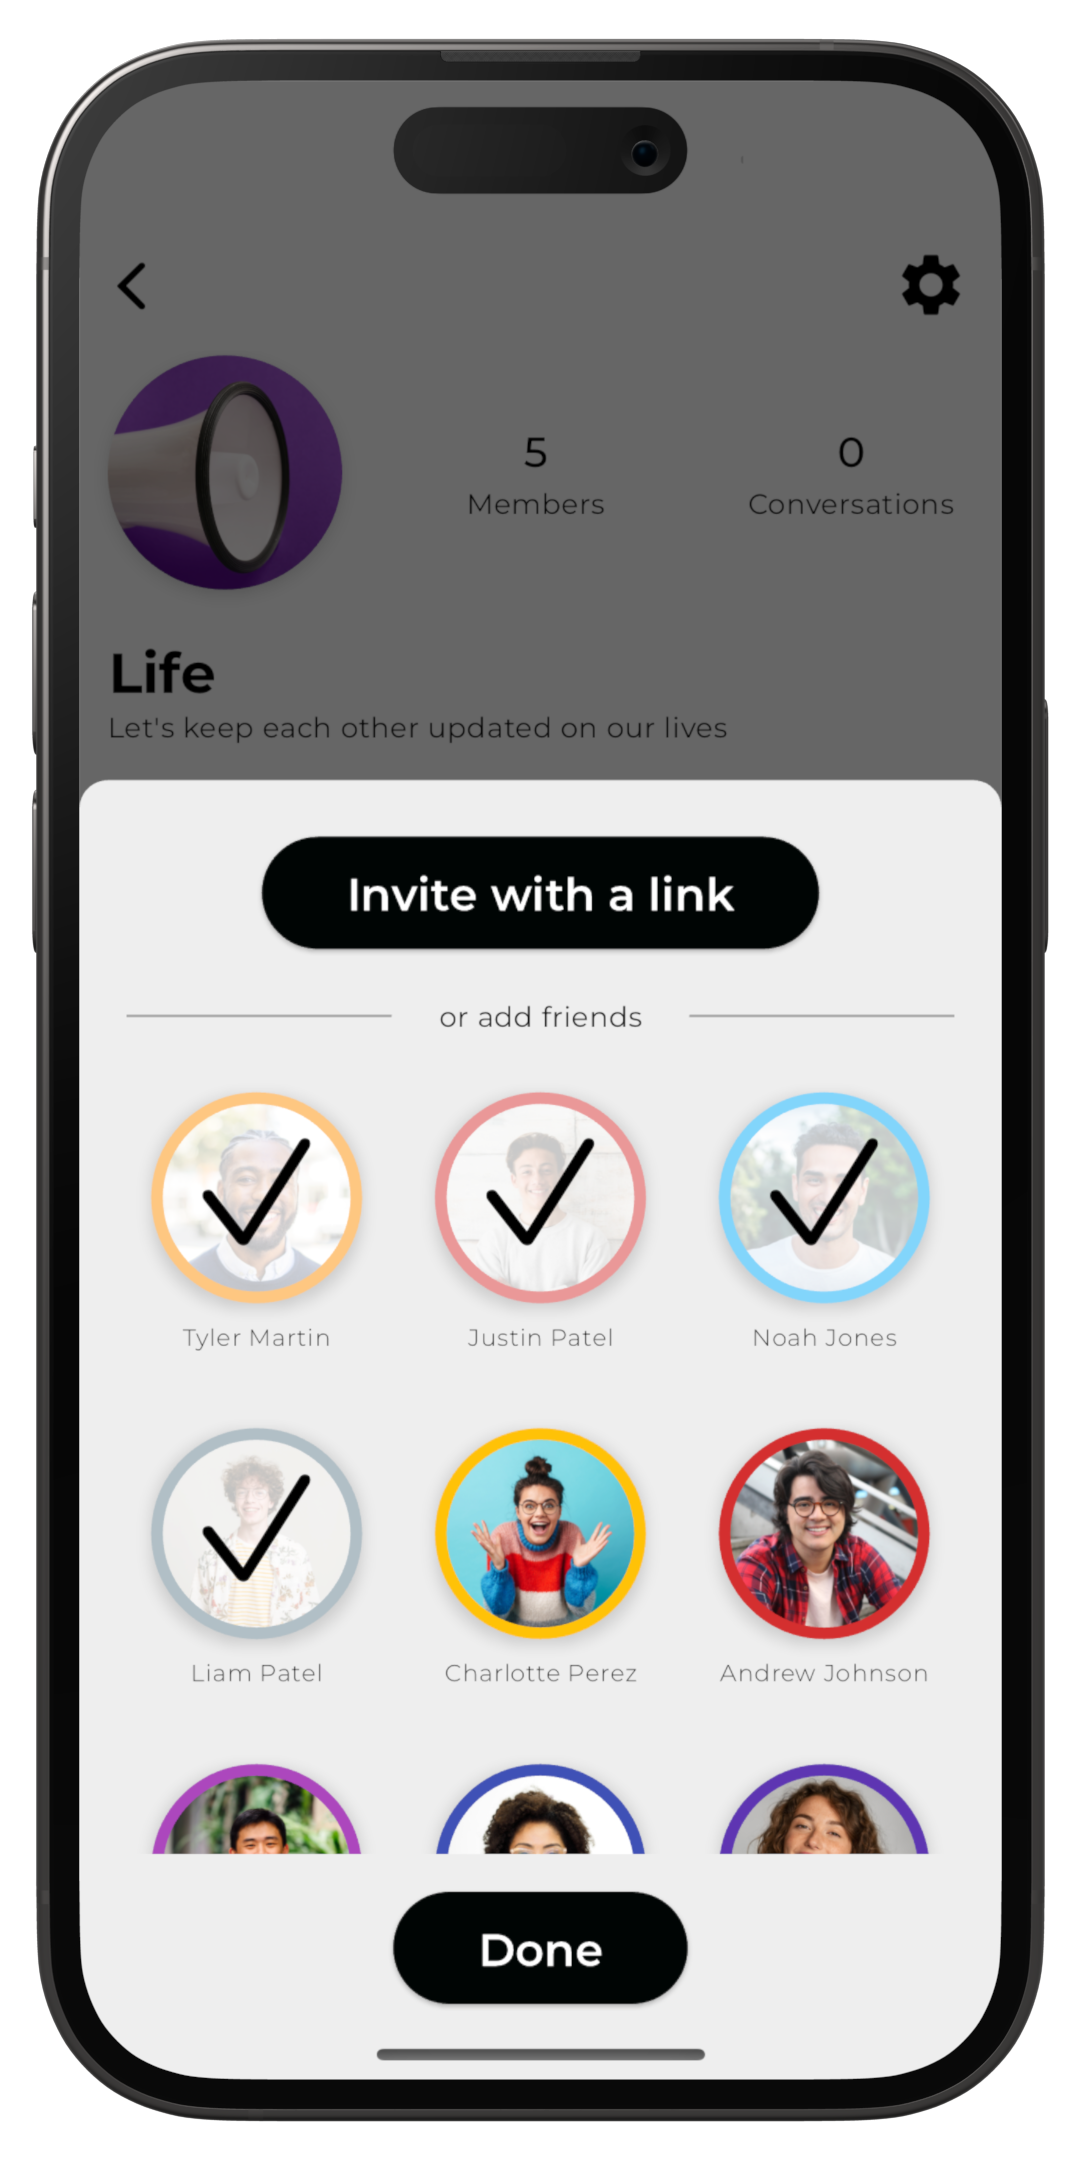 5
0
Members
Conversations
Life
Let's keep each other updated on our lives
Invite with a link
or add friends
Tyler Martin
Justin Patel
Noah Jones
Liam Patel
Charlotte Perez
Andrew Johnson
Done